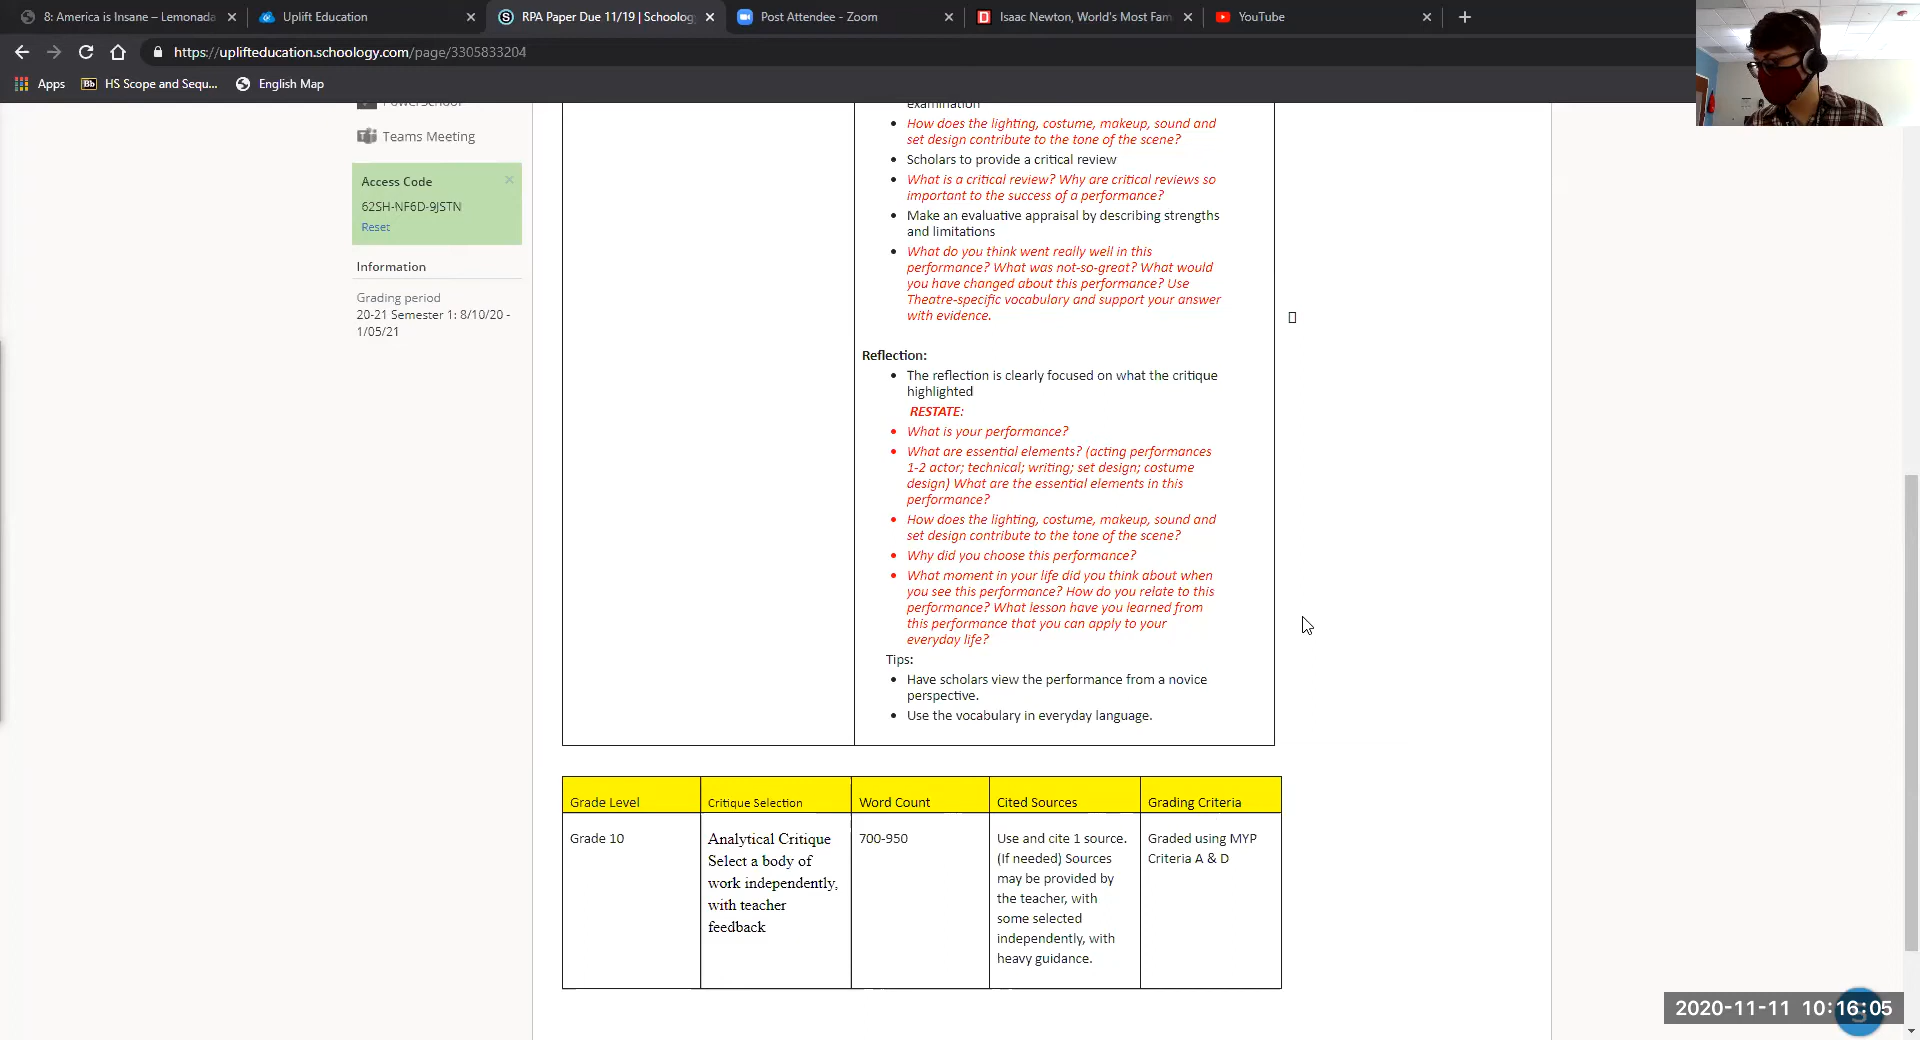 8: America is Insane – Lemonada
Uplift Education
RPA Paper Due 11/19 | Schoology
Post Attendee - Zoom
Isaac Newton, World's Most Fam
YouTube
https://uplifteducation.schoology.com/page/3305833204
Apps
Bb HS Scope and Sequ...
English Map
PowerSchool
Teams Meeting
Access Code
62SH-NF6D-9JSTN
Reset
Information
Grading period
20-21 Semester 1: 8/10/20 -
1/05/21
examination
How does the lighting, costume, makeup, sound and
set design contribute to the tone of the scene?
Scholars to provide a critical review
What is a critical review? Why are critical reviews so
important to the success of a performance?
Make an evaluative appraisal by describing strengths
and limitations
What do you think went really well in this
performance? What was not-so-great? What would
you have changed about this performance? Use
Theatre-specific vocabulary and support your answer
with evidence.
Reflection:
The reflection is clearly focused on what the critique
highlighted
RESTATE:
What is your performance?
What are essential elements? (acting performances
1-2 actor; technical; writing; set design; costume
design) What are the essential elements in this
performance?
How does the lighting, costume, makeup, sound and
set design contribute to the tone of the scene?
Why did you choose this performance?
What moment in your life did you think about when
you see this performance? How do you relate to this
performance? What lesson have you learned from
this performance that you can apply to your
everyday life?
Tips:
Have scholars view the performance from a novice
perspective.
Use the vocabulary in everyday language.
Grade Level
Critique Selection
Word Count
Cited Sources
Grading Criteria
Grade 10
Analytical Critique
Select a body of
work independently,
with teacher
feedback
700-950
Use and cite 1 source.
(If needed) Sources
may be provided by
the teacher, with
some selected
independently, with
heavy guidance.
Graded using MYP
Criteria A & D
2020-11-11 10:16:05